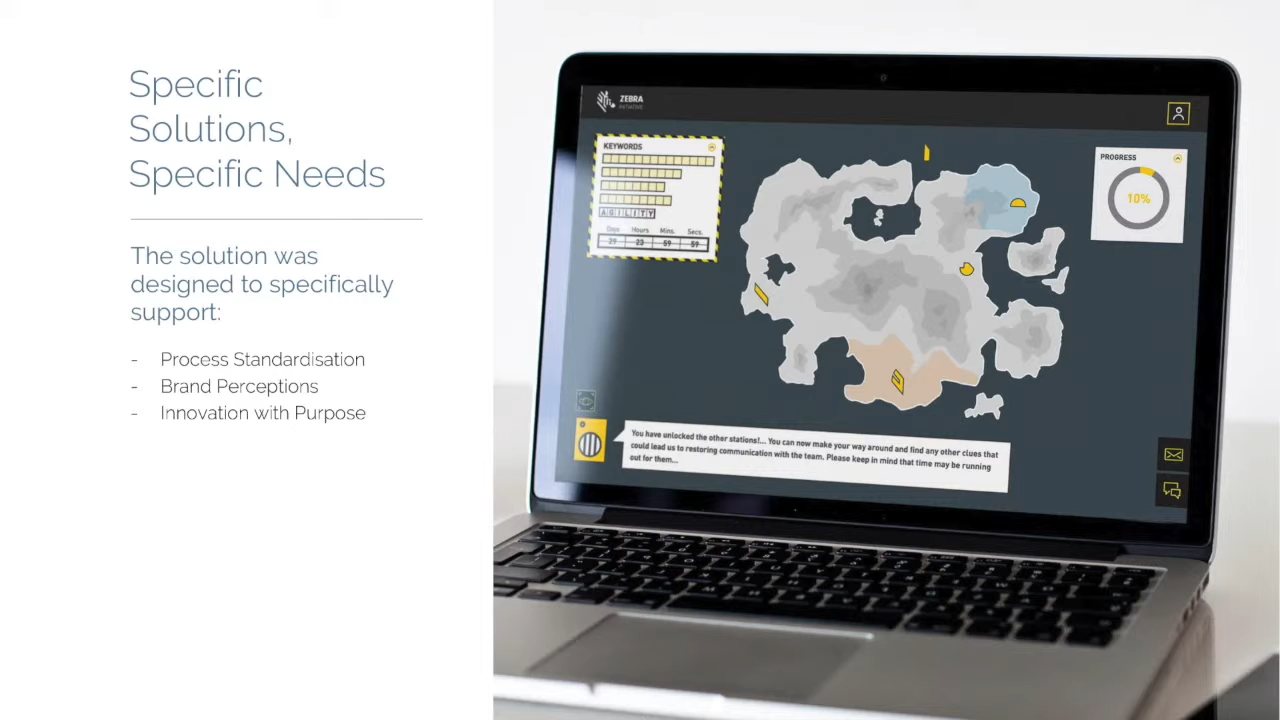 Specific
Solutions,
Specific Needs
The solution was
designed to specifically
support:
- Process Standardisation
- Brand Perceptions
- Innovation with Purpose
ZEBRA
INITIATIVE
KEYWORDS
AGILITY
Days Hours Mins. Secs.
29 23 59 59
PROGRESS
10%
You have unlocked the other stations!... You can now make your way around and find any other clues that
could lead us to restoring communication with the team. Please keep in mind that time may be running
out for them...